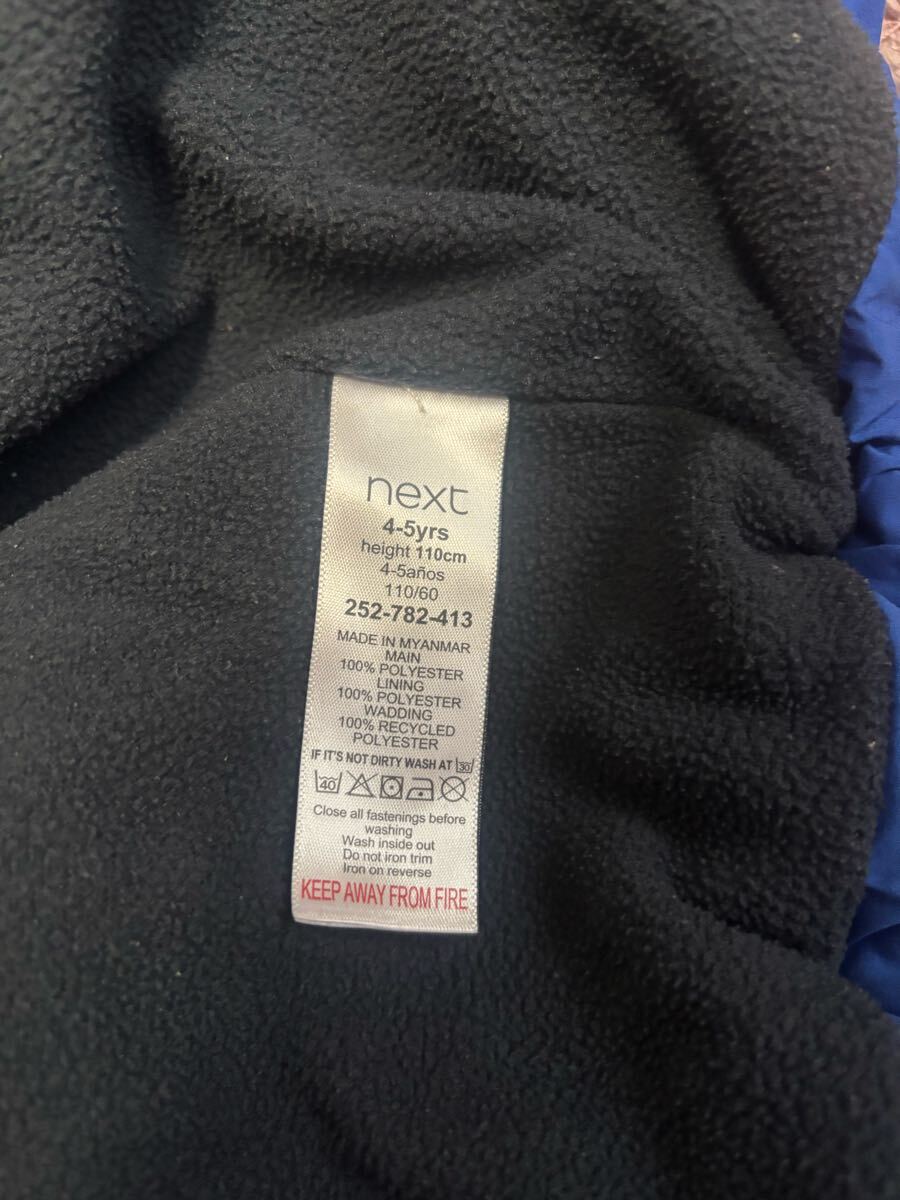 next
4-5yrs
height 110cm
4-5años
110/60
252-782-413
MADE IN MYANMAR
MAIN
100% POLYESTER
LINING
100% POLYESTER
WADDING
100% RECYCLED
POLYESTER
IF IT'S NOT DIRTY WASH AT 30
40
Close all fastenings before
washing
Wash inside out
Do not iron trim
Iron on reverse
KEEP AWAY FROM FIRE